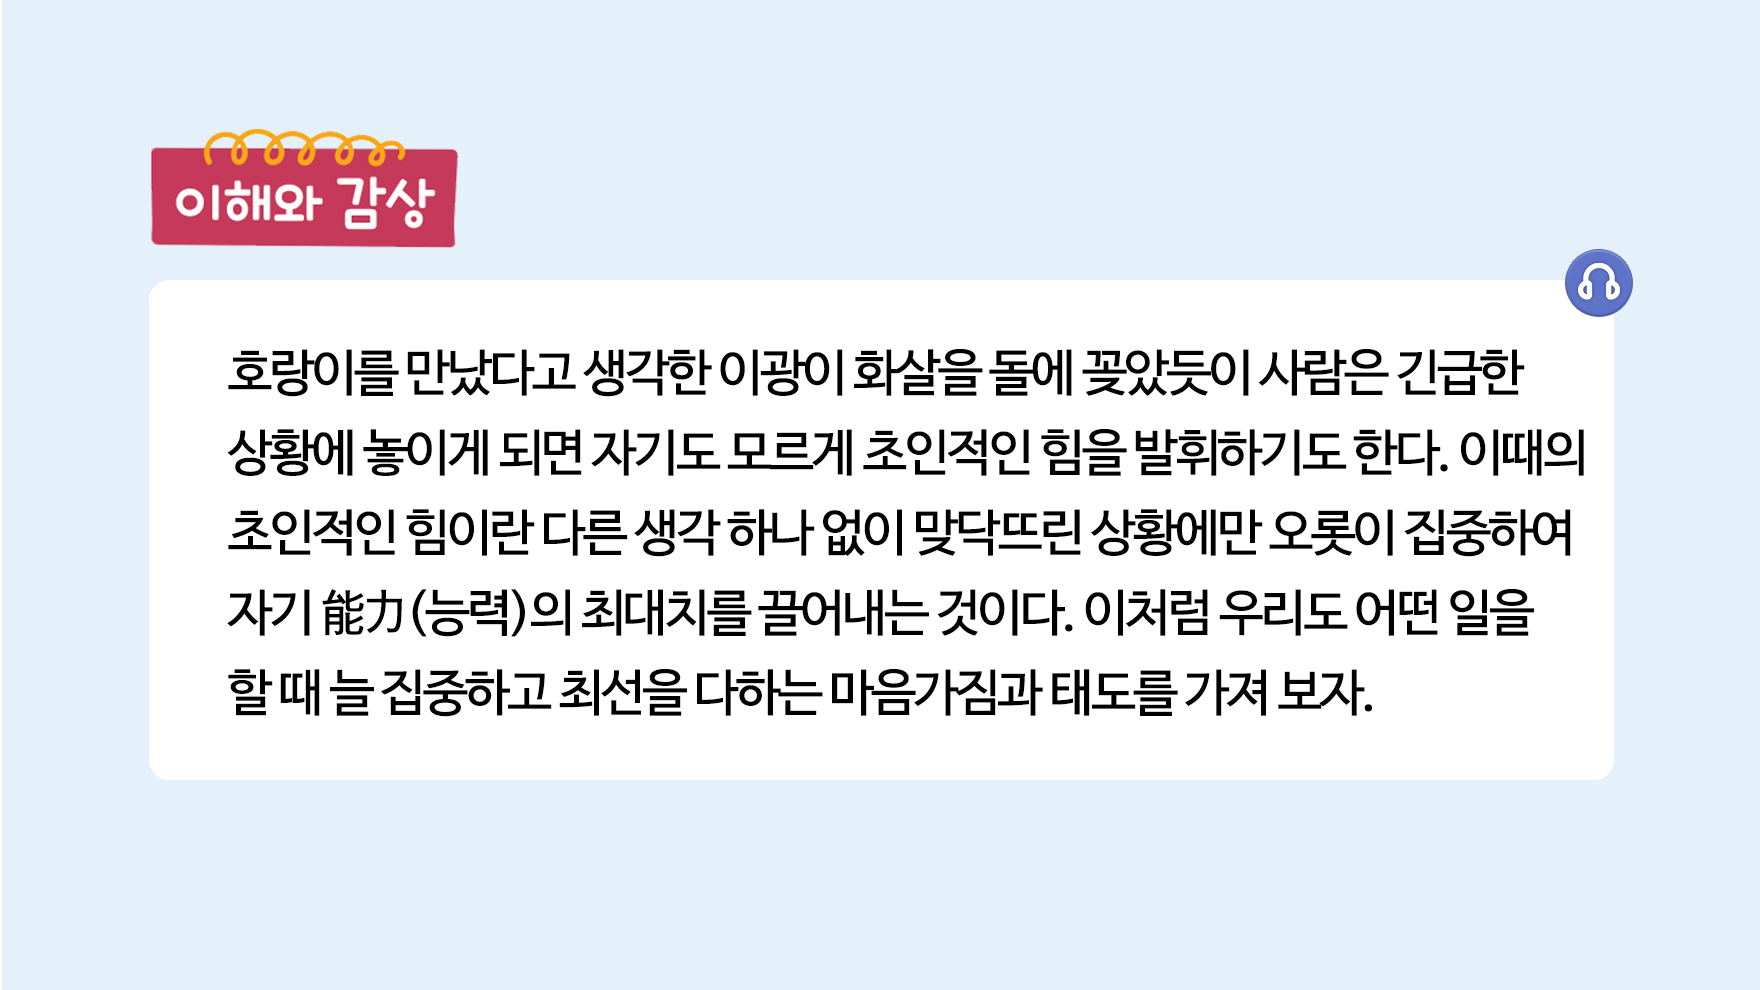 이해와 감상
호랑이를 만났다고 생각한 이광이 화살을 돌에 꽂았듯이 사람은 긴급한
상황에 놓이게 되면 자기도 모르게 초인적인 힘을 발휘하기도 한다. 이때의
초인적인 힘이란 다른 생각 하나 없이 맞닥뜨린 상황에만 오롯이 집중하여
자기 能力(능력)의 최대치를 끌어내는 것이다. 이처럼 우리도 어떤 일을
할 때 늘 집중하고 최선을 다하는 마음가짐과 태도를 가져 보자.